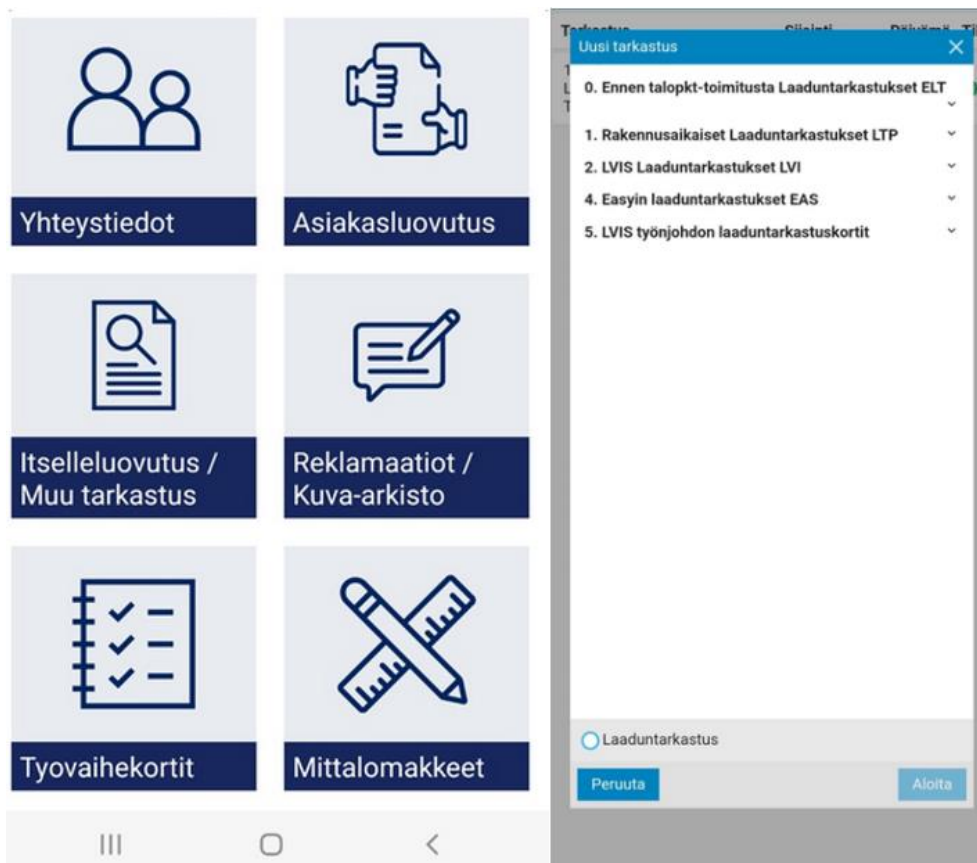 Yhteystiedot
Asiakasluovutus
Itselleluovutus /
Muu tarkastus
Reklamaatiot /
Kuva-arkisto
Tyovaihekortit
Mittalomakkeet
Uusi tarkastus
0. Ennen talopkt-toimitusta Laaduntarkastukset ELT
1. Rakennusaikaiset Laaduntarkastukset LTP
2. LVIS Laaduntarkastukset LVI
4. Easyin laaduntarkastukset EAS
5. LVIS työnjohdon laaduntarkastuskortit
Laaduntarkastus
Peruuta
Aloita